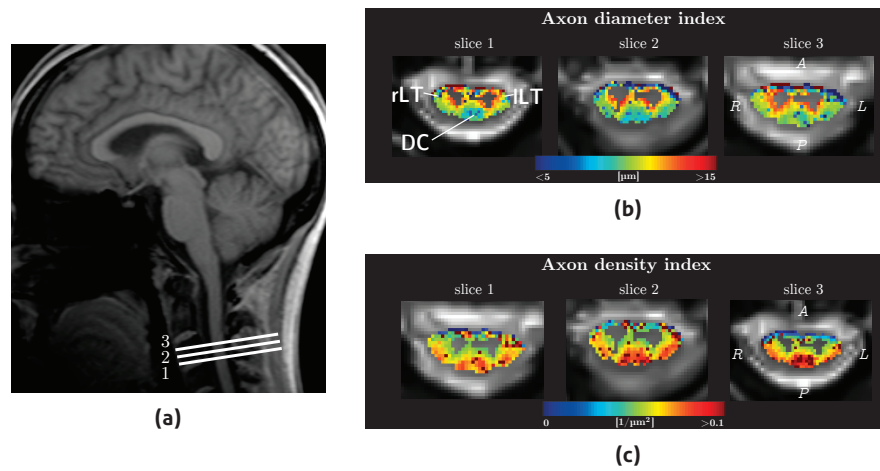 3
2
1
(a)
Axon diameter index
slice 1 slice 2 slice 3
A
rLT lLT
R L
DC
P
<5 [μm] >15
(b)
Axon density index
slice 1 slice 2 slice 3
A
R L
P
0 [1/μm²] >0.1
(c)